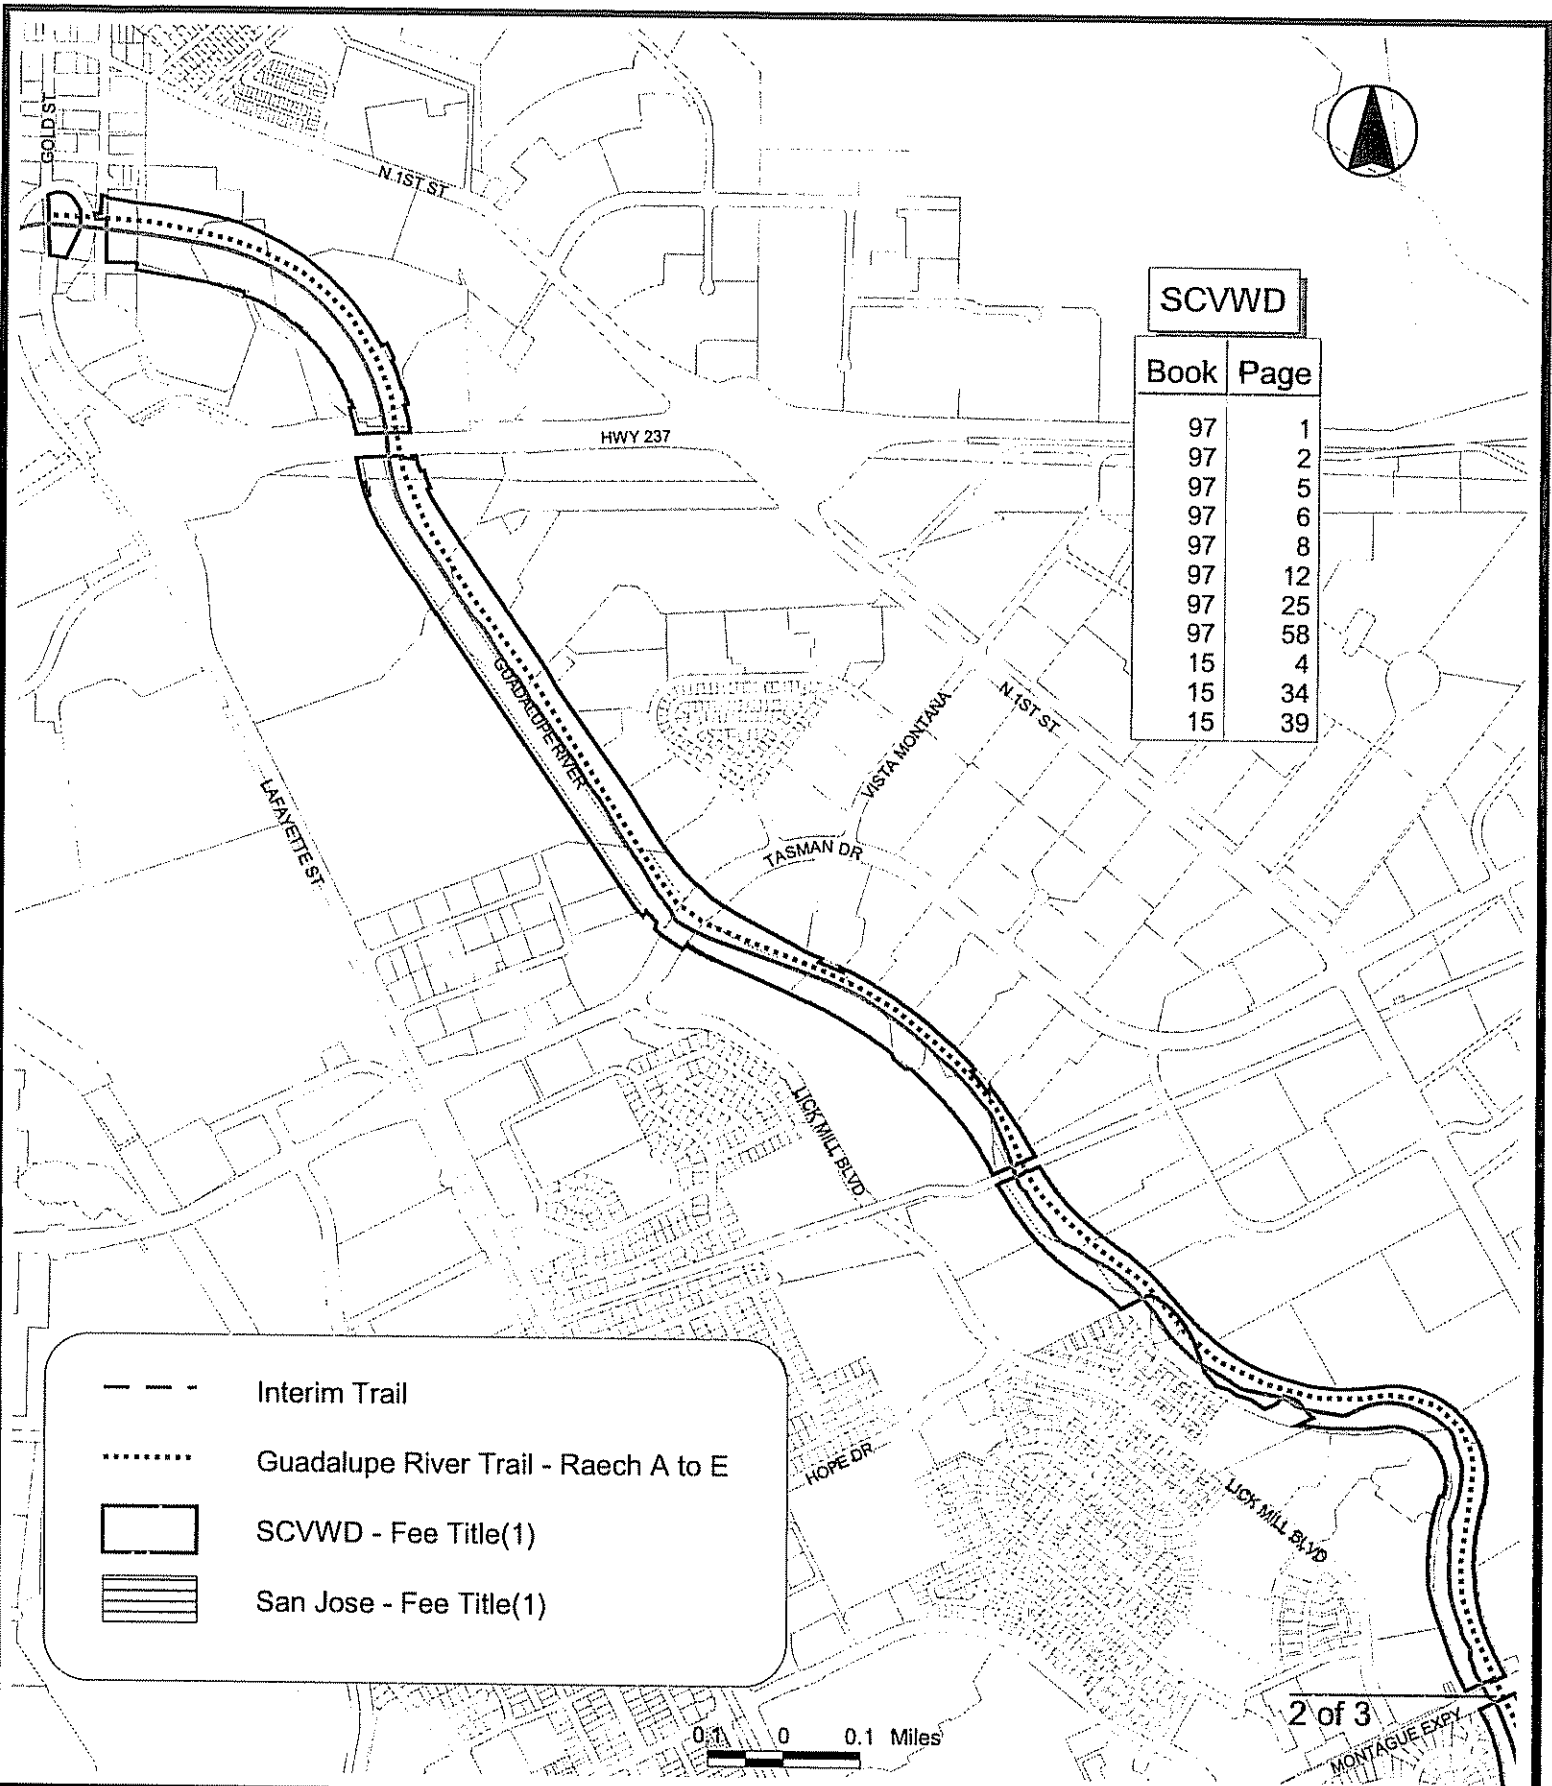 GOLD ST.
N 1ST ST
SCVWD
Book Page
97 1
97 2
97 5
97 6
97 8
97 12
97 25
97 58
15 4
15 34
15 39
HWY 237
GUADALUPE RIVER
N 1ST ST
VISTA MONTANA
LAFAYETTE ST
TASMAN DR
LICK MILL BLVD
Interim Trail
Guadalupe River Trail - Raech A to E
SCVWD - Fee Title(1)
San Jose - Fee Title(1)
HOPE DR
LICK MILL BLVD
2 of 3
MONTAGUE EXPY
0.1 0 0.1 Miles